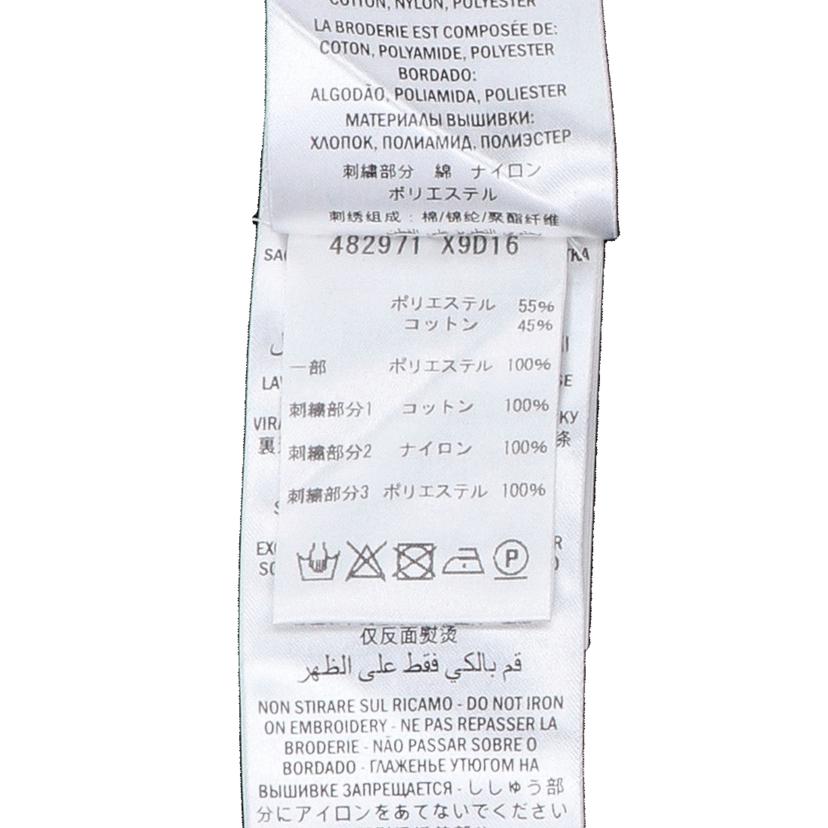 COTTON, NYLON, POLYESTER
LA BRODERIE EST COMPOSÉE DE:
COTON, POLYAMIDE, POLYESTER
BORDADO:
ALGODÃO, POLIAMIDA, POLIESTER
МАТЕРИАЛЫ ВЫШИВКИ:
ХЛОПОК, ПОЛИАМИД, ПОЛИЭСТЕР
刺繍部分 綿 ナイロン
ポリエステル
刺绣组成：棉/锦纶/聚酯纤维
482971 X9D16
ポリエステル 55%
コットン 45%
一部 ポリエステル 100%
刺繍部分1 コットン 100%
刺繍部分2 ナイロン 100%
刺繍部分3 ポリエステル 100%
P
仅反面熨烫
قم بالكي فقط على الظهر
NON STIRARE SUL RICAMO - DO NOT IRON
ON EMBROIDERY - NE PAS REPASSER LA
BRODERIE - NÃO PASSAR SOBRE O
BORDADO - ГЛАЖЕНЬЕ УТЮГОМ НА
ВЫШИВКЕ ЗАПРЕЩАЕТСЯ - ししゅう部
分にアイロンをあてないでください